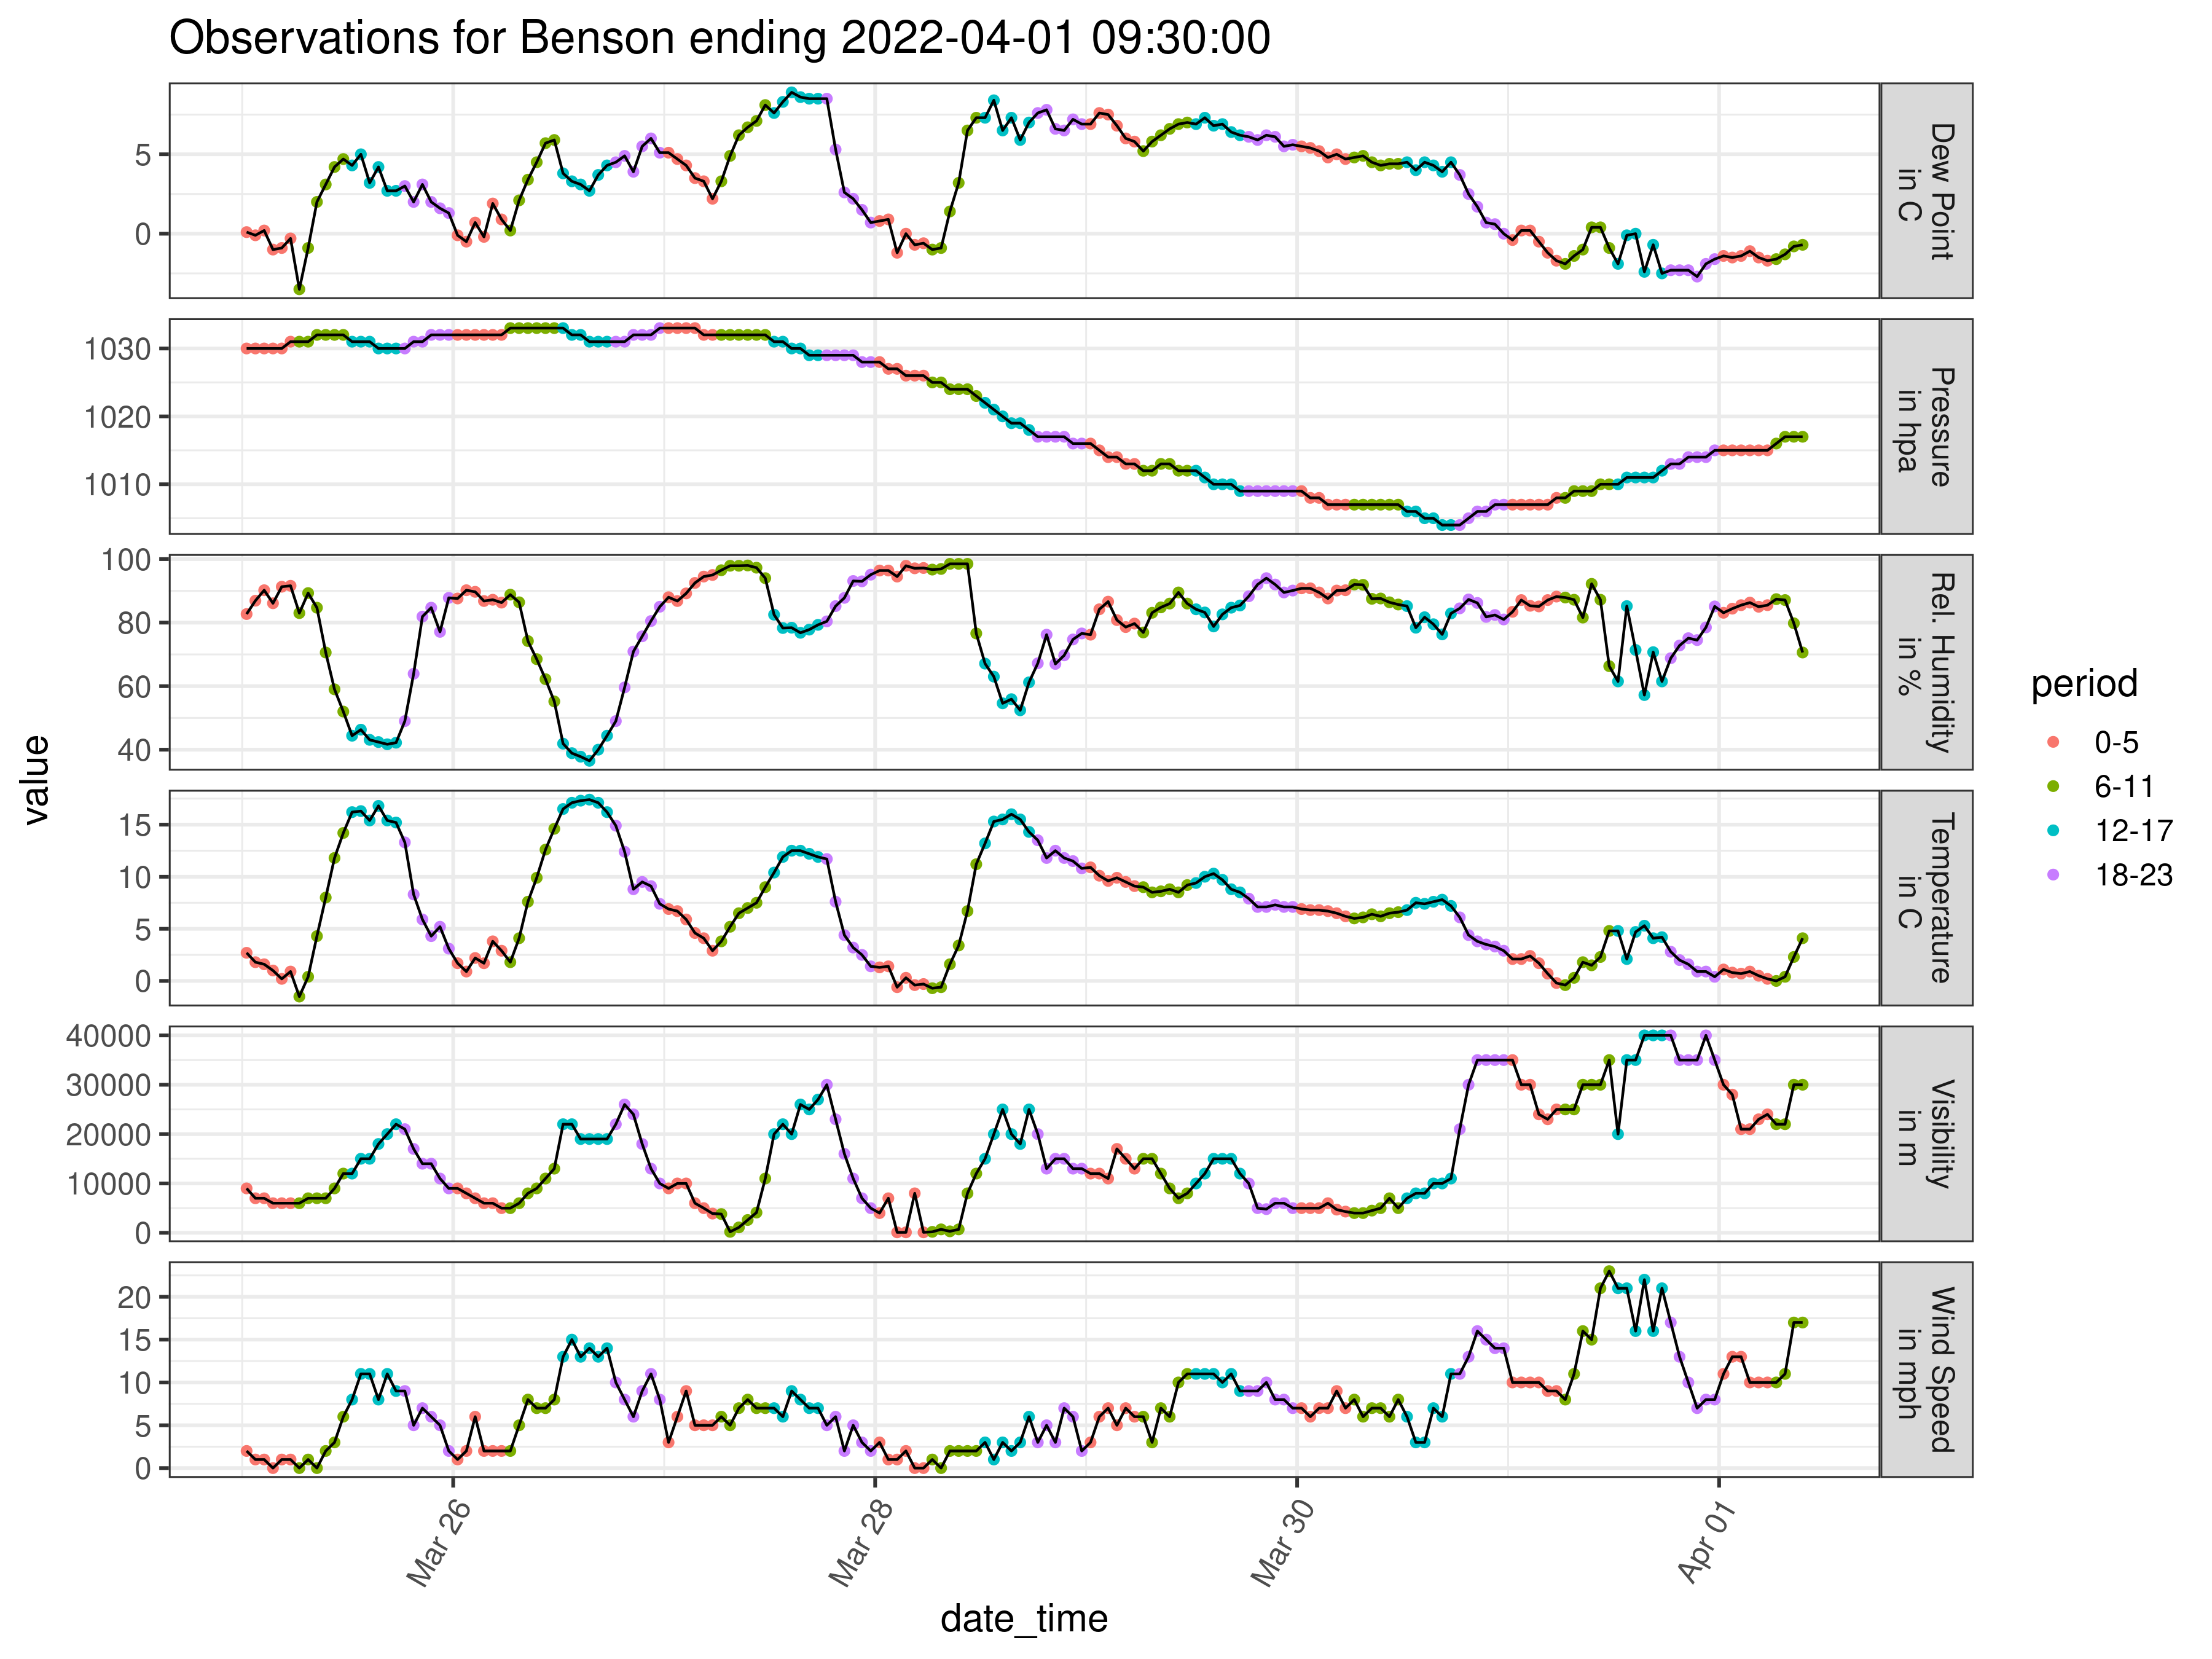 Observations for Benson ending 2022-04-01 09:30:00
value
5
0
Dew Point
in C
1030
1020
1010
Pressure
in hpa
100
80
60
40
Rel. Humidity
in %
15
10
5
0
Temperature
in C
40000
30000
20000
10000
0
Visibility
in m
20
15
10
5
0
Wind Speed
in mph
Mar 26
Mar 28
Mar 30
Apr 01
date_time
period
0-5
6-11
12-17
18-23